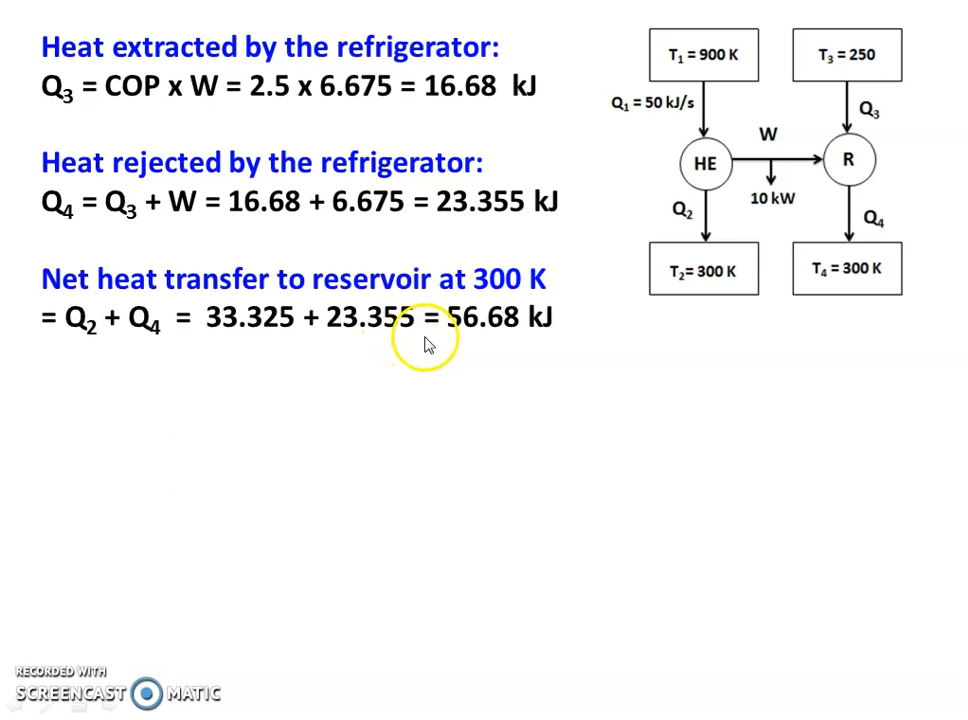 Heat extracted by the refrigerator:
Q₃ = COP x W = 2.5 x 6.675 = 16.68 kJ
Heat rejected by the refrigerator:
Q₄ = Q₃ + W = 16.68 + 6.675 = 23.355 kJ
Net heat transfer to reservoir at 300 K
= Q₂ + Q₄ = 33.325 + 23.355 = 56.68 kJ
T₁ = 900 K
T₃ = 250
Q₁ = 50 kJ/s
Q₃
W
HE
R
10 kW
Q₂
Q₄
T₂= 300 K
T₄ = 300 K
RECORDED WITH
SCREENCAST MATIC